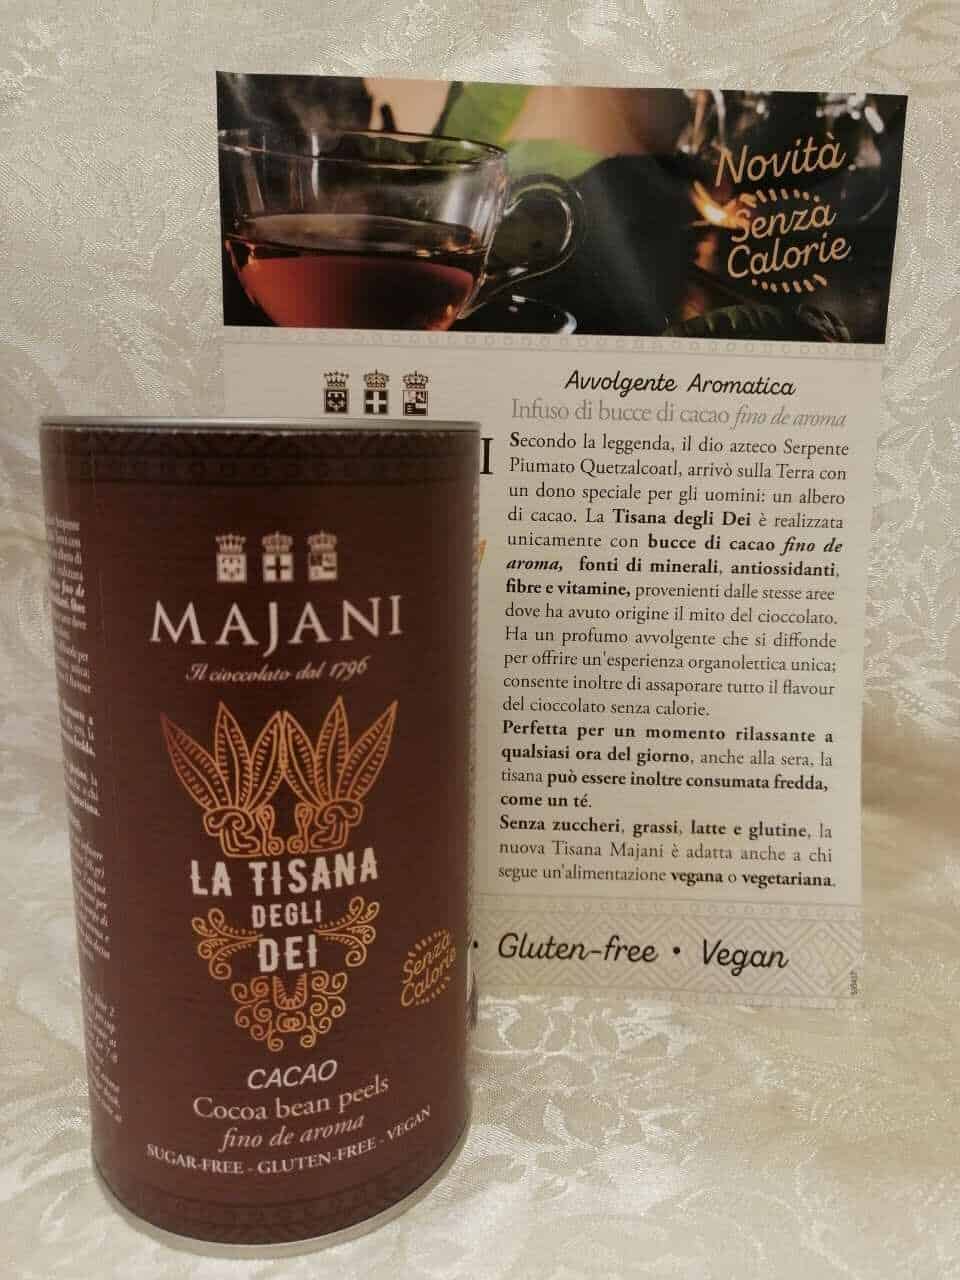 Novità
Senza
Calorie
Avvolgente Aromatica
Infuso di bucce di cacao fino de aroma
Secondo la leggenda, il dio azteco Serpente
Piumato Quetzalcoatl, arrivò sulla Terra con
un dono speciale per gli uomini: un albero
di cacao. La Tisana degli Dei è realizzata
unicamente con bucce di cacao fino de
aroma, fonti di minerali, antiossidanti,
fibre e vitamine, provenienti dalle stesse aree
dove ha avuto origine il mito del cioccolato.
Ha un profumo avvolgente che si diffonde
per offrire un'esperienza organolettica unica;
consente inoltre di assaporare tutto il flavour
del cioccolato senza calorie.
Perfetta per un momento rilassante a
qualsiasi ora del giorno, anche alla sera, la
tisana può essere inoltre consumata fredda,
come un té.
Senza zuccheri, grassi, latte e glutine, la
nuova Tisana Majani è adatta anche a chi
segue un'alimentazione vegana o vegetariana.
• Gluten-free • Vegan
MAJANI
Il cioccolato dal 1796
LA TISANA
DEGLI
DEI
Senza
Calorie
CACAO
Cocoa bean peels
fino de aroma
SUGAR-FREE - GLUTEN-FREE - VEGAN